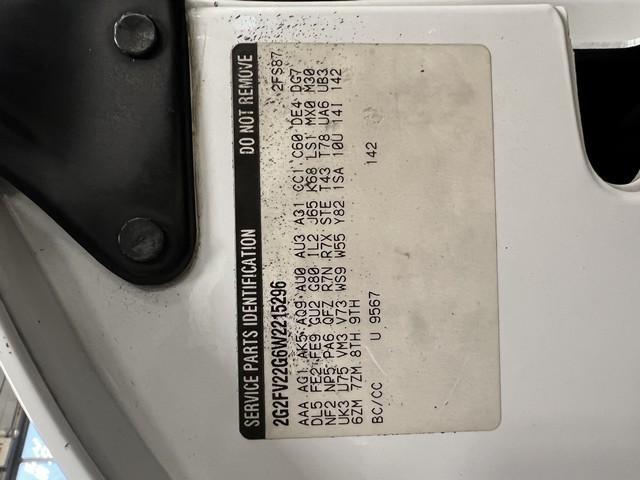 SERVICE PARTS IDENTIFICATION DO NOT REMOVE
2G2FV22G6W2215296 2FS87
AAA AG1 AK5 AQ9 AU0 AU3 A31 CC1 C60 DE4 DG7
DL5 FE2 FE9 GU2 G80 IL2 J65 K68 LS1 MX0 M30
NF2 NP5 PA6 QFZ R7N R7X STE T43 T78 UA6 UB3
UK3 U75 VM3 V73 WS9 W55 Y82 1SA 10U 14I 142
6ZM 7ZM 8TH 9TH
142
BC/CC U 9567